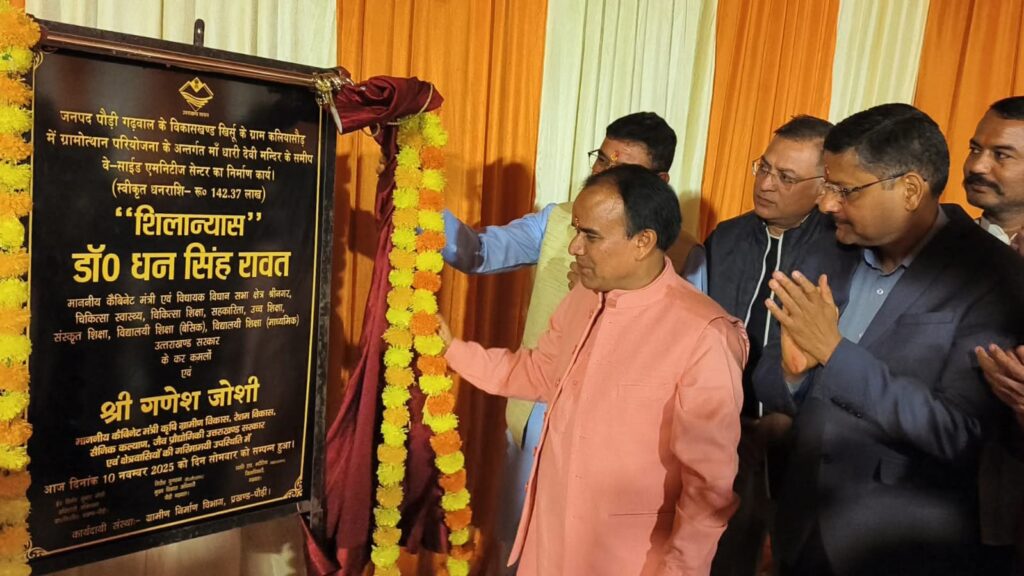 जनपद पौड़ी गढ़वाल के विकासखण्ड खिर्सू के ग्राम कलियासौड़
में ग्रामोत्थान परियोजना के अन्तर्गत माँ धारी देवी मन्दिर के समीप
वे-साईड एमनिटीज सेन्टर का निर्माण कार्य।
(स्वीकृत धनराशि- रू० 142.37 लाख)
“शिलान्यास”
डॉ0 धन सिंह रावत
माननीय कैबिनेट मंत्री एवं विधायक विधान सभा क्षेत्र श्रीनगर,
चिकित्सा स्वास्थ्य, चिकित्सा शिक्षा, सहकारिता, उच्च शिक्षा,
संस्कृत शिक्षा, विद्यालयी शिक्षा (बेसिक), विद्यालयी शिक्षा (माध्यमिक)
उत्तराखण्ड सरकार
के कर कमलों
एवं
श्री गणेश जोशी
माननीय कैबिनेट मंत्री कृषि ग्रामीण विकास, रेशम विकास,
सैनिक कल्याण, जैव प्रौद्योगिकी उत्तराखण्ड सरकार
एवं क्षेत्रवासियों की गरिमामयी उपस्थिति में
आज दिनांक 10 नवम्बर 2025 को दिन सोमवार को सम्पन्न हुआ।
कार्यदायी संस्था:- ग्रामीण निर्माण विभाग, प्रखण्ड-पौड़ी।